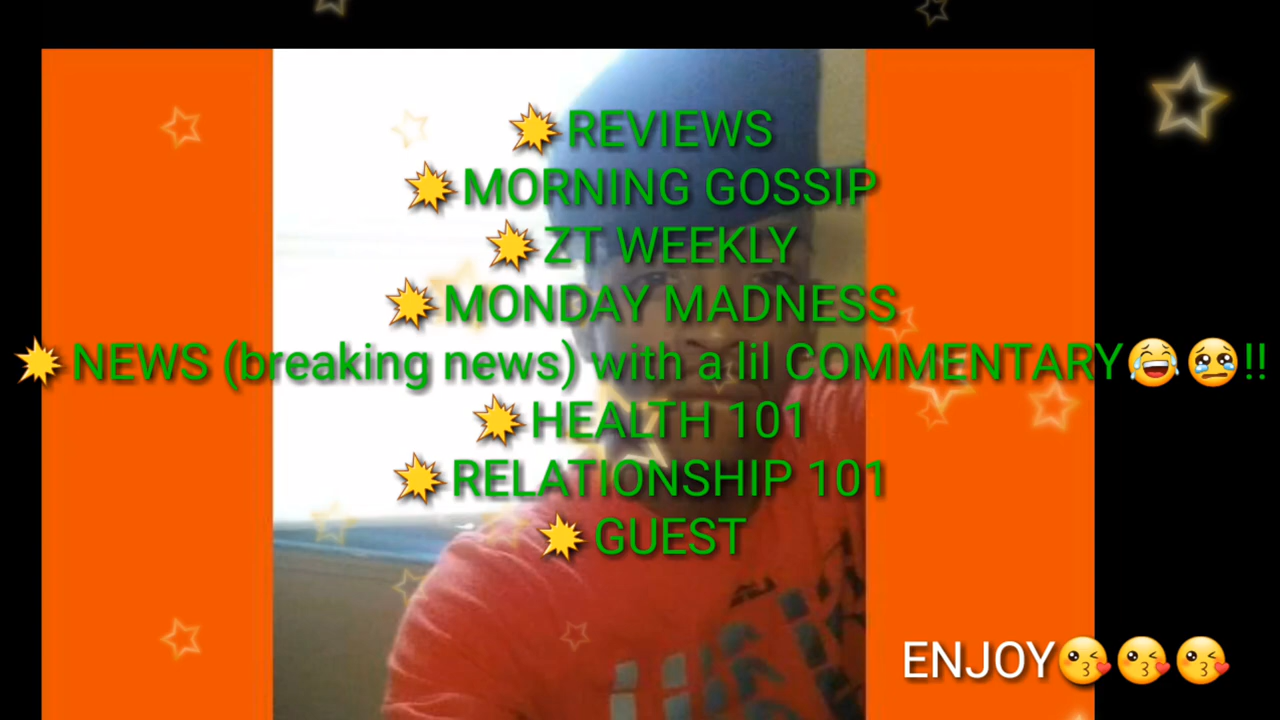 💥REVIEWS
💥MORNING GOSSIP
💥ZT WEEKLY
💥MONDAY MADNESS
💥NEWS (breaking news) with a lil COMMENTARY😂😢!!
💥HEALTH 101
💥RELATIONSHIP 101
💥GUEST
ENJOY😘😘😘